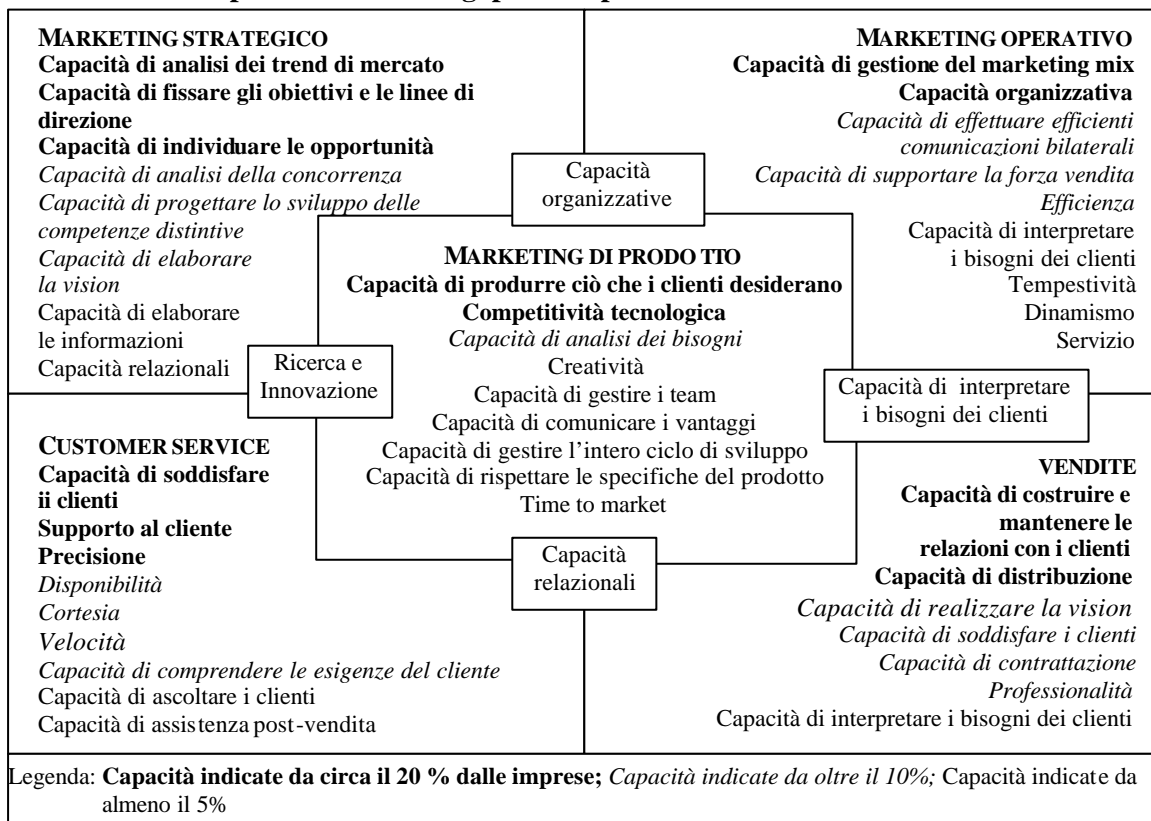 MARKETING STRATEGICO
Capacità di analisi dei trend di mercato
Capacità di fissare gli obiettivi e le linee di
direzione
Capacità di individuare le opportunità
Capacità di analisi della concorrenza
Capacità di progettare lo sviluppo delle
competenze distintive
Capacità di elaborare
la vision
Capacità di elaborare
le informazioni
Capacità relazionali
MARKETING OPERATIVO
Capacità di gestione del marketing mix
Capacità organizzativa
Capacità di effettuare efficienti
comunicazioni bilaterali
Capacità di supportare la forza vendita
Efficienza
Capacità di interpretare
i bisogni dei clienti
Tempestività
Dinamismo
Servizio
Capacità
organizzative
MARKETING DI PRODOTTO
Capacità di produrre ciò che i clienti desiderano
Competitività tecnologica
Capacità di analisi dei bisogni
Creatività
Capacità di gestire i team
Capacità di comunicare i vantaggi
Capacità di gestire l'intero ciclo di sviluppo
Capacità di rispettare le specifiche del prodotto
Time to market
Ricerca e
Innovazione
Capacità di interpretare
i bisogni dei clienti
Capacità
relazionali
CUSTOMER SERVICE
Capacità di soddisfare
ii clienti
Supporto al cliente
Precisione
Disponibilità
Cortesia
Velocità
Capacità di comprendere le esigenze del cliente
Capacità di ascoltare i clienti
Capacità di assistenza post-vendita
VENDITE
Capacità di costruire e
mantenere le
relazioni con i clienti
Capacità di distribuzione
Capacità di realizzare la vision
Capacità di soddisfare i clienti
Capacità di contrattazione
Professionalità
Capacità di interpretare i bisogni dei clienti
Legenda: Capacità indicate da circa il 20 % dalle imprese; Capacità indicate da oltre il 10%; Capacità indicate da
almeno il 5%